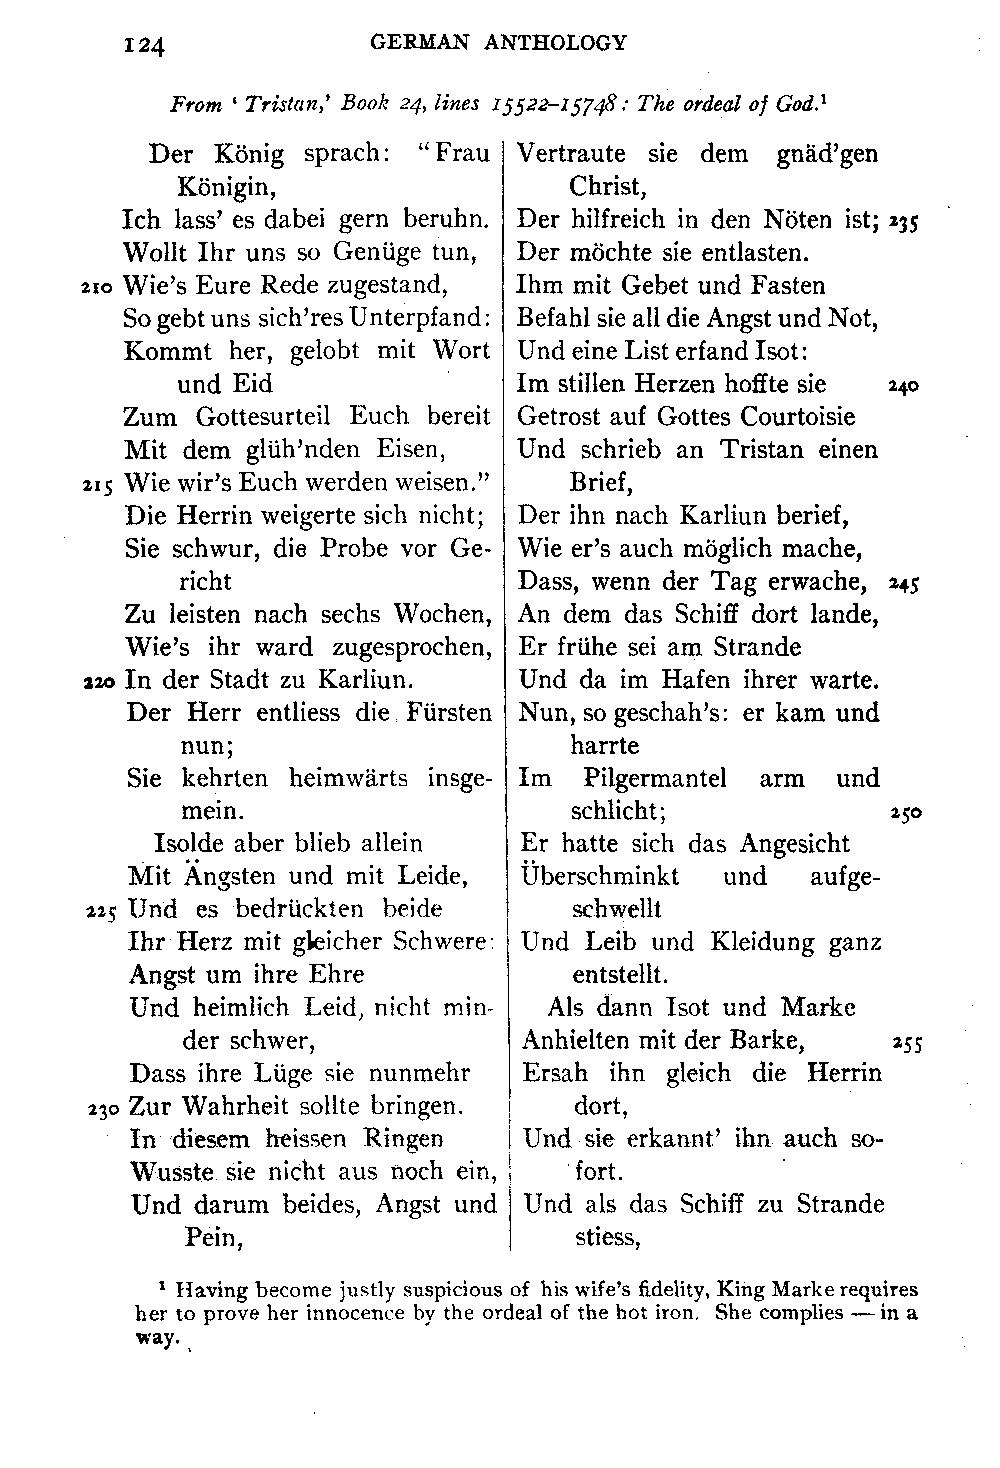 124 GERMAN ANTHOLOGY
From ‘ Tristan,’ Book 24, lines 15522–15748: The ordeal of God.¹
Der König sprach: “Frau
Königin,
Ich lass’ es dabei gern beruhn.
Wollt Ihr uns so Genüge tun,
210 Wie’s Eure Rede zugestand,
So gebt uns sich’res Unterpfand:
Kommt her, gelobt mit Wort
und Eid
Zum Gottesurteil Euch bereit
Mit dem glüh’nden Eisen,
215 Wie wir’s Euch werden weisen.”
Die Herrin weigerte sich nicht;
Sie schwur, die Probe vor Ge-
richt
Zu leisten nach sechs Wochen,
Wie’s ihr ward zugesprochen,
220 In der Stadt zu Karliun.
Der Herr entliess die Fürsten
nun;
Sie kehrten heimwärts insge-
mein.
Isolde aber blieb allein
Mit Ängsten und mit Leide,
225 Und es bedrückten beide
Ihr Herz mit gleicher Schwere:
Angst um ihre Ehre
Und heimlich Leid, nicht min-
der schwer,
Dass ihre Lüge sie nunmehr
230 Zur Wahrheit sollte bringen.
In diesem heissen Ringen
Wusste sie nicht aus noch ein,
Und darum beides, Angst und
Pein,
Vertraute sie dem gnäd’gen
Christ,
Der hilfreich in den Nöten ist; 235
Der möchte sie entlasten.
Ihm mit Gebet und Fasten
Befahl sie all die Angst und Not,
Und eine List erfand Isot:
Im stillen Herzen hoffte sie 240
Getrost auf Gottes Courtoisie
Und schrieb an Tristan einen
Brief,
Der ihn nach Karliun berief,
Wie er’s auch möglich mache,
Dass, wenn der Tag erwache, 245
An dem das Schiff dort lande,
Er frühe sei am Strande
Und da im Hafen ihrer warte.
Nun, so geschah’s: er kam und
harrte
Im Pilgermantel arm und
schlicht; 250
Er hatte sich das Angesicht
Überschminkt und aufge-
schwellt
Und Leib und Kleidung ganz
entstellt.
Als dann Isot und Marke
Anhielten mit der Barke, 255
Ersah ihn gleich die Herrin
dort,
Und sie erkannt’ ihn auch so-
fort.
Und als das Schiff zu Strande
stiess,
¹ Having become justly suspicious of his wife’s fidelity, King Marke requires
her to prove her innocence by the ordeal of the hot iron. She complies — in a
way.